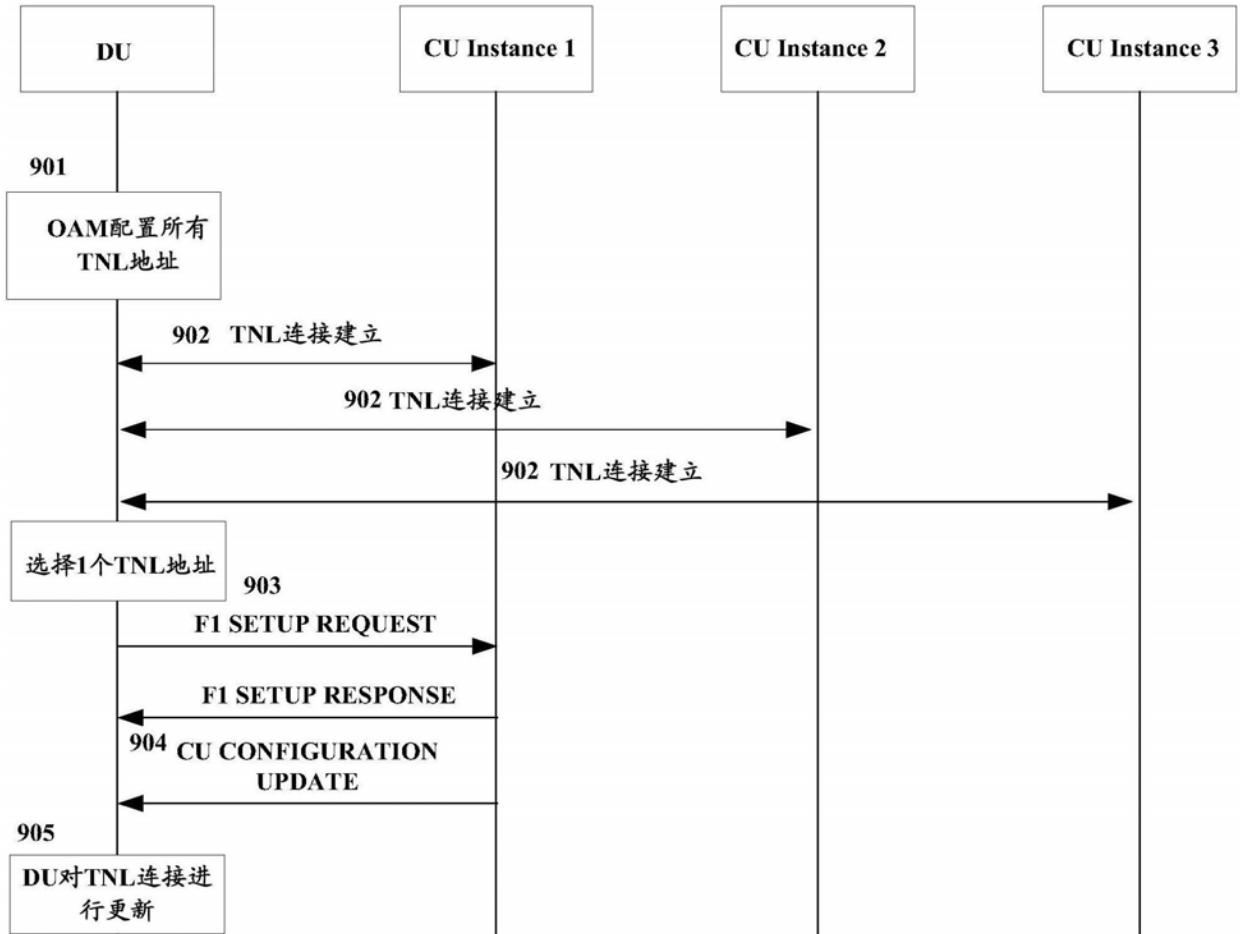 DU
CU Instance 1
CU Instance 2
CU Instance 3
901
OAM配置所有
TNL地址
902 TNL连接建立
902 TNL连接建立
902 TNL连接建立
选择1个TNL地址
903
F1 SETUP REQUEST
F1 SETUP RESPONSE
904
CU CONFIGURATION
UPDATE
905
DU对TNL连接进
行更新